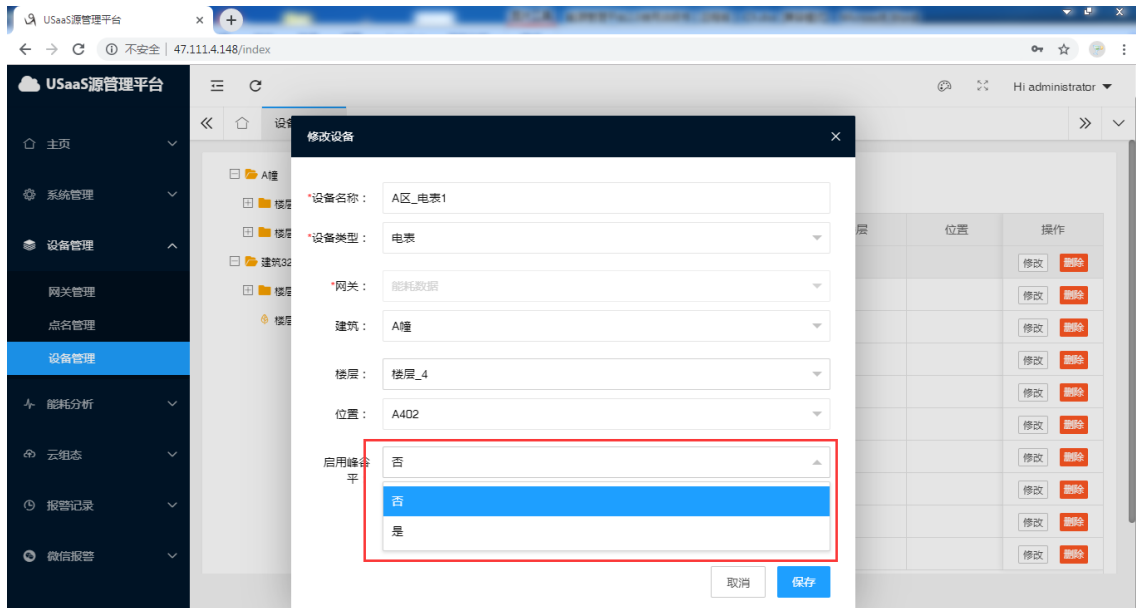 USaaS源管理平台
不安全 | 47.111.4.148/index
USaaS源管理平台
Hi administrator
主页
系统管理
设备管理
网关管理
点名管理
设备管理
能耗分析
云组态
报警记录
微信报警
A幢
建筑32
修改设备
*设备名称：
A区_电表1
*设备类型：
电表
*网关：
能耗数据
建筑：
A幢
楼层：
楼层_4
位置：
A402
启用峰谷
平
否
否
是
取消
保存
层
位置
操作
修改 删除
修改 删除
修改 删除
修改 删除
修改 删除
修改 删除
修改 删除
修改 删除
修改 删除
修改 删除